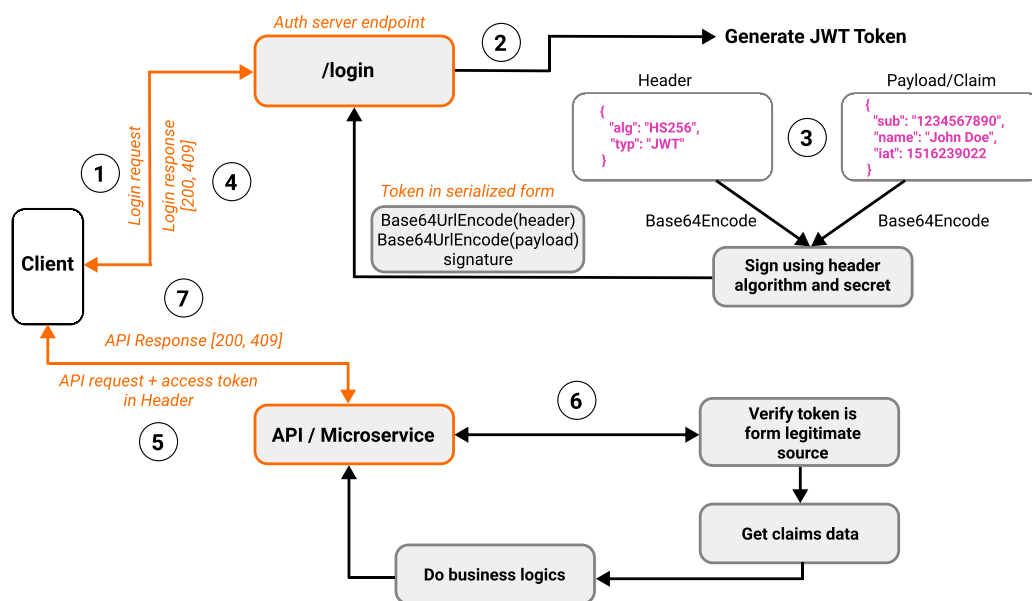 Auth server endpoint
/login
2
Generate JWT Token
Header
Payload/Claim
{
"alg": "HS256",
"typ": "JWT"
}
3
{
"sub": "1234567890",
"name": "John Doe",
"iat": 1516239022
}
1
Login request
Login response
[200, 409]
4
Token in serialized form
Base64UrlEncode(header)
Base64UrlEncode(payload)
signature
Base64Encode
Base64Encode
Sign using header
algorithm and secret
Client
7
API Response [200, 409]
API request + access token
in Header
5
API / Microservice
6
Verify token is
form legitimate
source
Get claims data
Do business logics